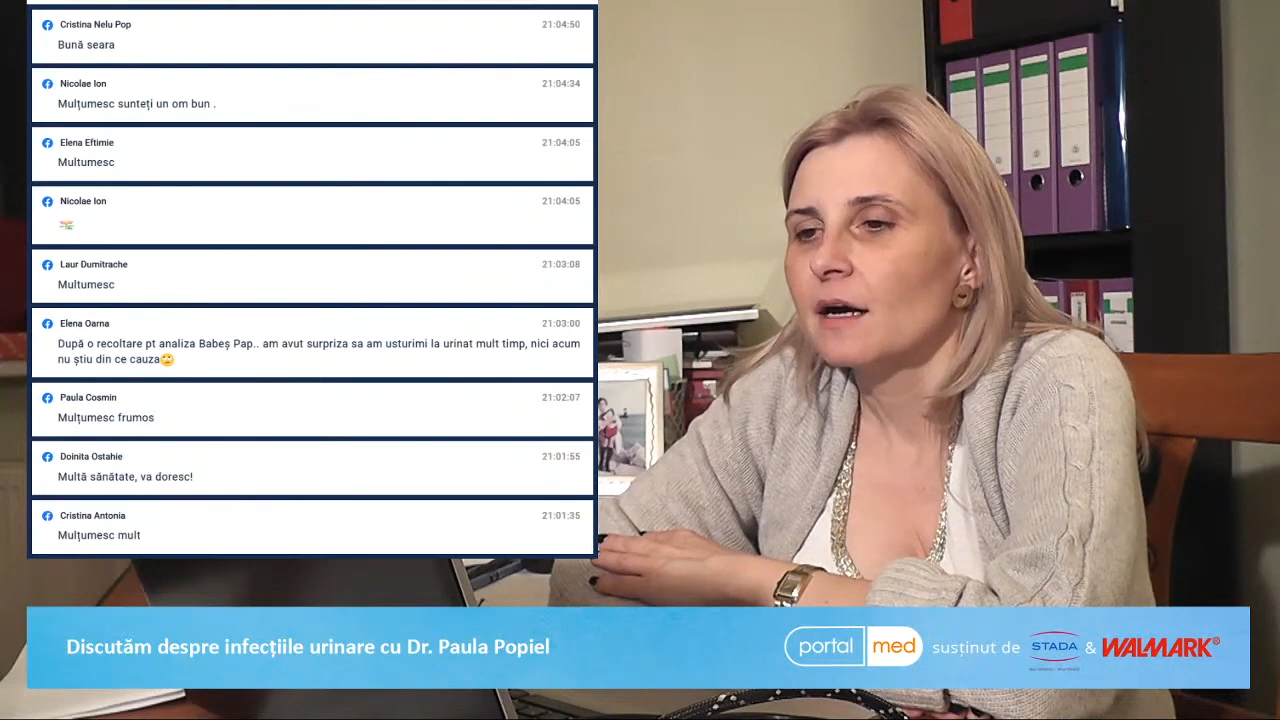 Cristina Nelu Pop 21:04:50
Bună seara
Nicolae Ion 21:04:34
Mulțumesc sunteți un om bun .
Elena Eftimie 21:04:05
Multumesc
Nicolae Ion 21:04:05
Laur Dumitrache 21:03:08
Multumesc
Elena Oarna 21:03:00
După o recoltare pt analiza Babeș Pap.. am avut surpriza sa am usturimi la urinat mult timp, nici acum
nu știu din ce cauza🙄
Paula Cosmin 21:02:07
Mulțumesc frumos
Doinita Ostahie 21:01:55
Multă sănătate, va doresc!
Cristina Antonia 21:01:35
Mulțumesc mult
Discutăm despre infecțiile urinare cu Dr. Paula Popiel
portal med susținut de STADA & WALMARK®